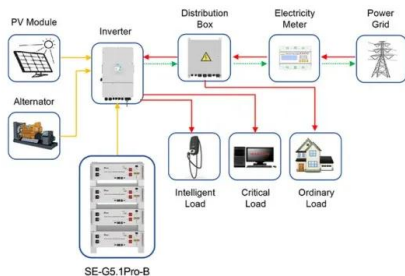 Distribution
Box
Electricity
Meter
Power
Grid
PV Module
Inverter
Alternator
Intelligent
Load
Critical
Load
Ordinary
Load
SE-G5.1Pro-B